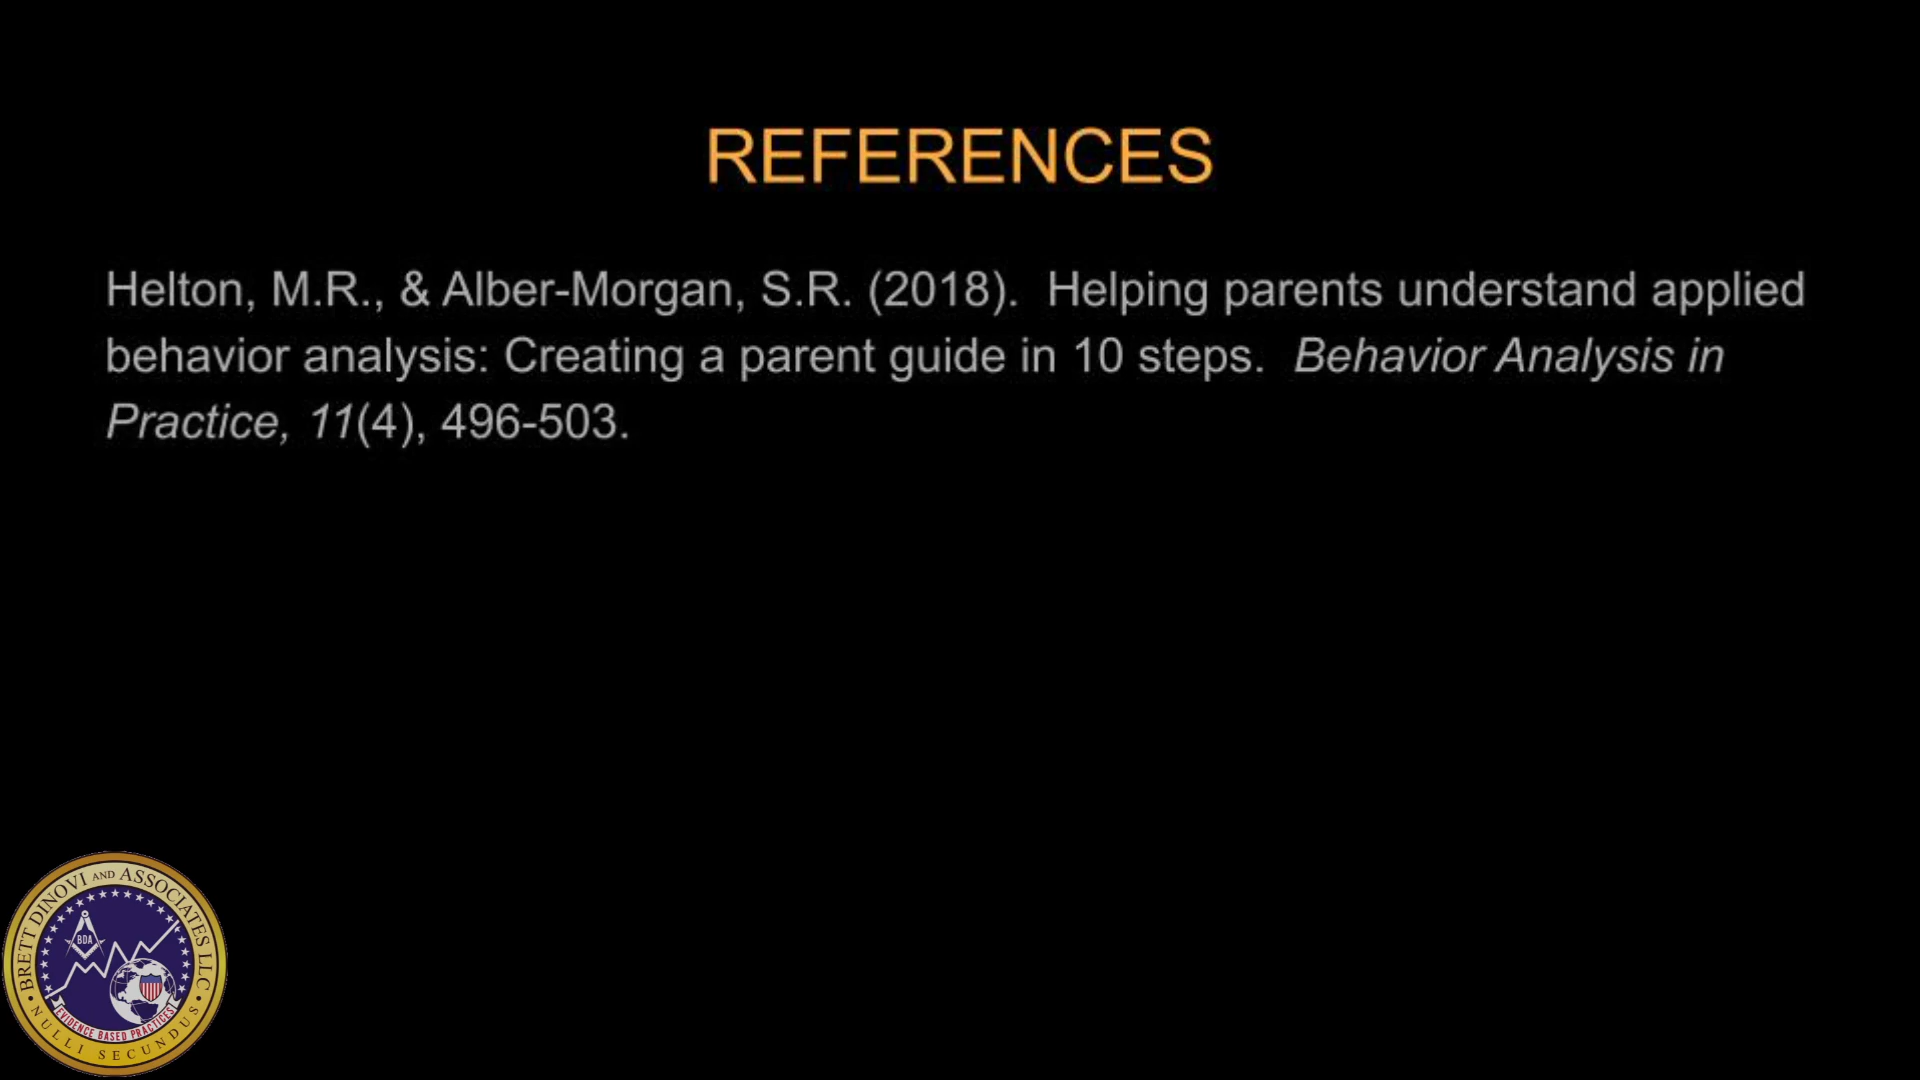 REFERENCES
Helton, M.R., & Alber-Morgan, S.R. (2018).  Helping parents understand applied
behavior analysis: Creating a parent guide in 10 steps.  Behavior Analysis in
Practice, 11(4), 496-503.
BRETT DINOVI AND ASSOCIATES LLC
BDA
EVIDENCE BASED PRACTICES
• NULLI SECUNDUS •